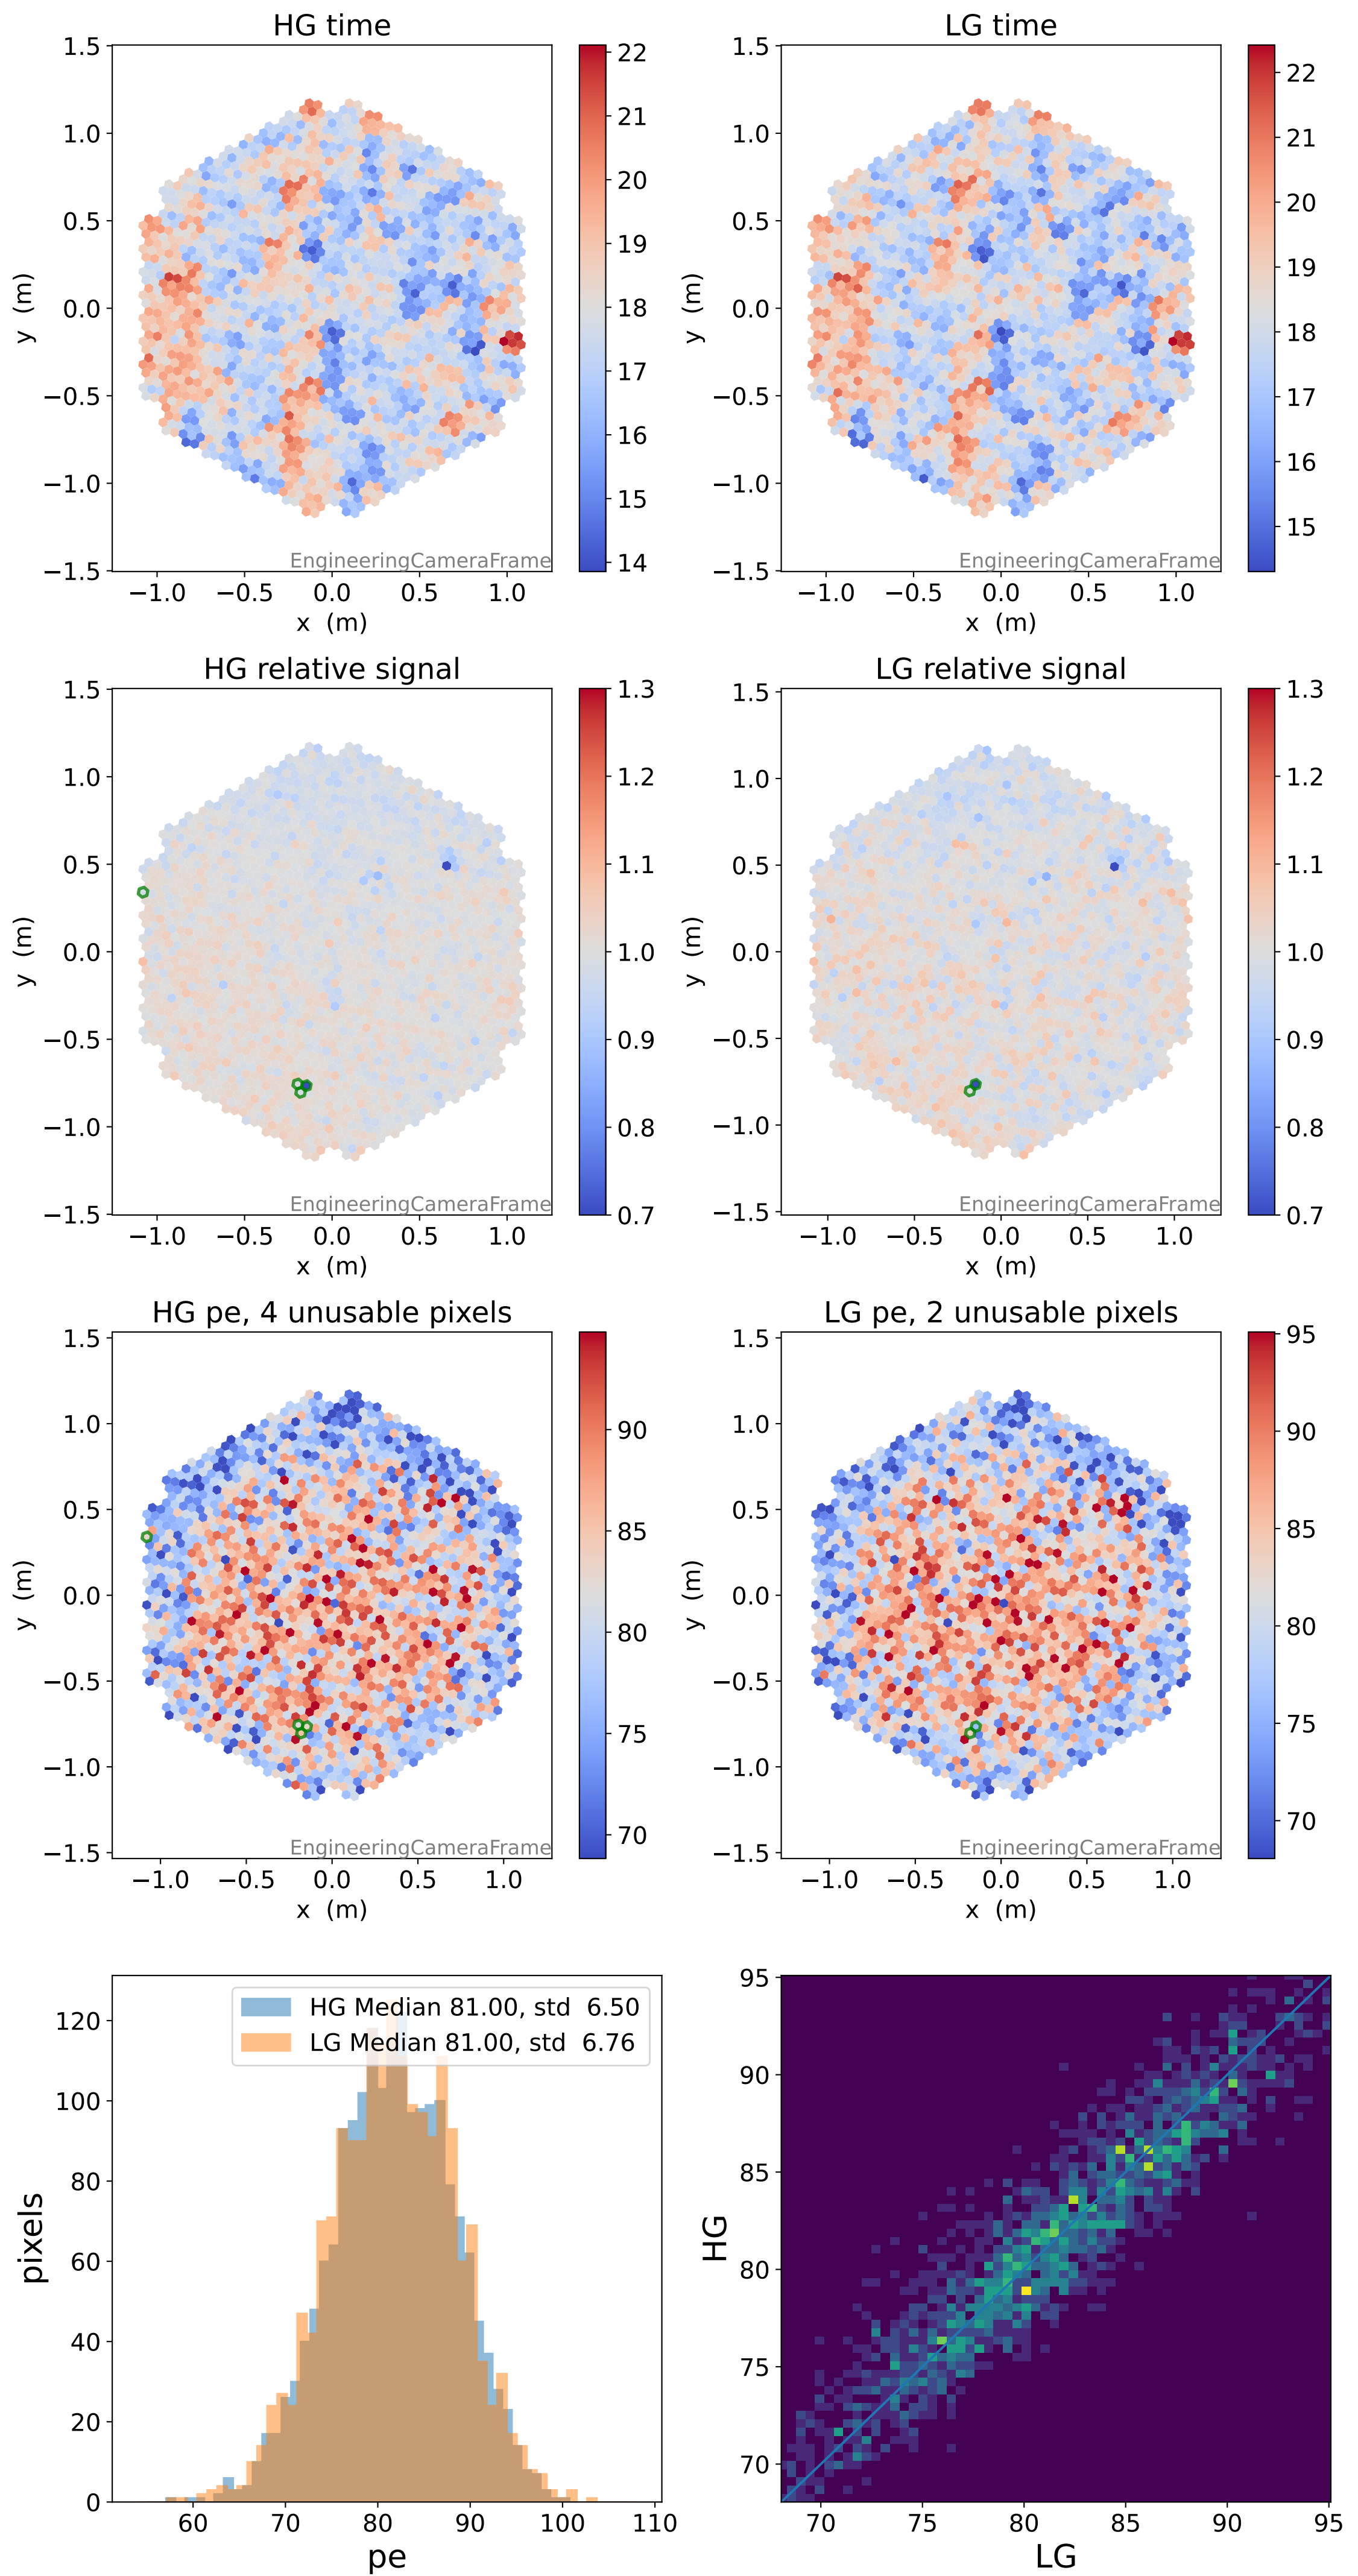 HG time
LG time
1.5
1.0
0.5
0.0
−0.5
−1.0
−1.5
y (m)
−1.0 −0.5 0.0 0.5 1.0
x (m)
EngineeringCameraFrame
22
21
20
19
18
17
16
15
14
1.5
1.0
0.5
0.0
−0.5
−1.0
−1.5
y (m)
−1.0 −0.5 0.0 0.5 1.0
x (m)
EngineeringCameraFrame
22
21
20
19
18
17
16
15
HG relative signal
LG relative signal
1.5
1.0
0.5
0.0
−0.5
−1.0
−1.5
y (m)
−1.0 −0.5 0.0 0.5 1.0
x (m)
EngineeringCameraFrame
1.3
1.2
1.1
1.0
0.9
0.8
0.7
1.5
1.0
0.5
0.0
−0.5
−1.0
−1.5
y (m)
−1.0 −0.5 0.0 0.5 1.0
x (m)
EngineeringCameraFrame
1.3
1.2
1.1
1.0
0.9
0.8
0.7
HG pe, 4 unusable pixels
LG pe, 2 unusable pixels
1.5
1.0
0.5
0.0
−0.5
−1.0
−1.5
y (m)
−1.0 −0.5 0.0 0.5 1.0
x (m)
EngineeringCameraFrame
90
85
80
75
70
1.5
1.0
0.5
0.0
−0.5
−1.0
−1.5
y (m)
−1.0 −0.5 0.0 0.5 1.0
x (m)
EngineeringCameraFrame
95
90
85
80
75
70
HG Median 81.00, std 6.50
LG Median 81.00, std 6.76
120
100
80
60
40
20
0
pixels
60 70 80 90 100 110
pe
95
90
85
80
75
70
HG
70 75 80 85 90 95
LG